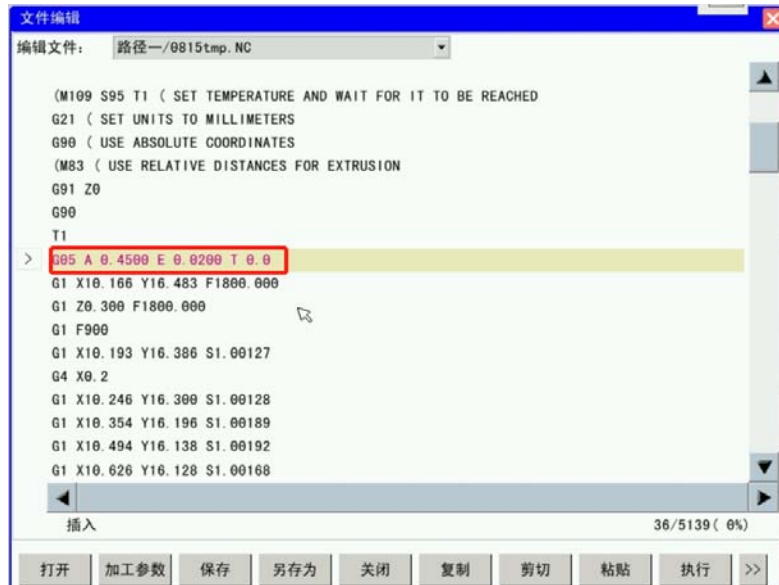 文件编辑
编辑文件: 路径一/0815tmp.NC
(M109 S95 T1 ( SET TEMPERATURE AND WAIT FOR IT TO BE REACHED
G21 ( SET UNITS TO MILLIMETERS
G90 ( USE ABSOLUTE COORDINATES
(M83 ( USE RELATIVE DISTANCES FOR EXTRUSION
G91 Z0
G90
T1
> G05 A 0.4500 E 0.0200 T 0.0
G1 X10.166 Y16.483 F1800.000
G1 Z0.300 F1800.000
G1 F900
G1 X10.193 Y16.386 S1.00127
G4 X0.2
G1 X10.246 Y16.300 S1.00128
G1 X10.354 Y16.196 S1.00189
G1 X10.494 Y16.138 S1.00192
G1 X10.626 Y16.128 S1.00168
插入 36/5139( 0%)
打开 加工参数 保存 另存为 关闭 复制 剪切 粘贴 执行 >>